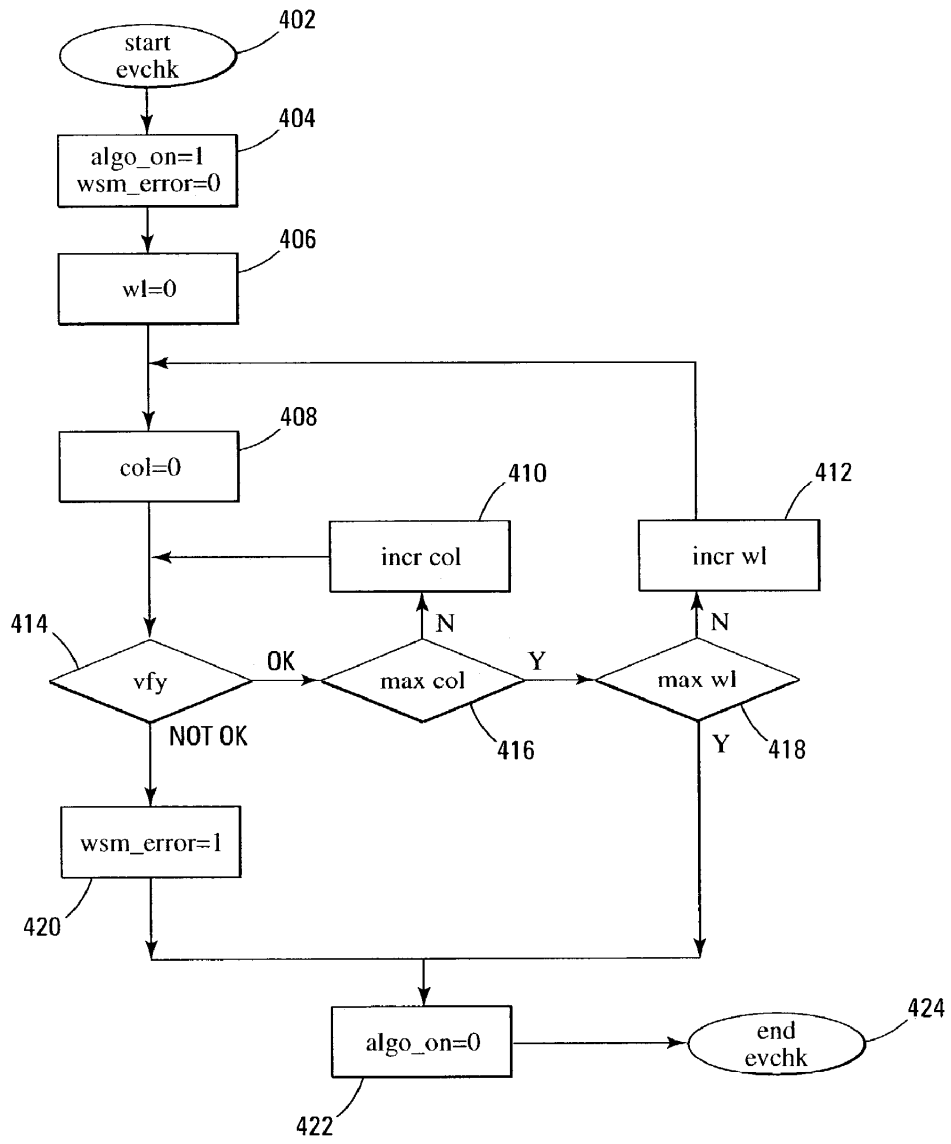 402
start
evchk
404
algo_on=1
wsm_error=0
406
wl=0
408
col=0
410
incr col
412
incr wl
414
vfy
OK
NOT OK
N
max col
416
Y
N
max wl
418
Y
wsm_error=1
420
algo_on=0
422
424
end
evchk